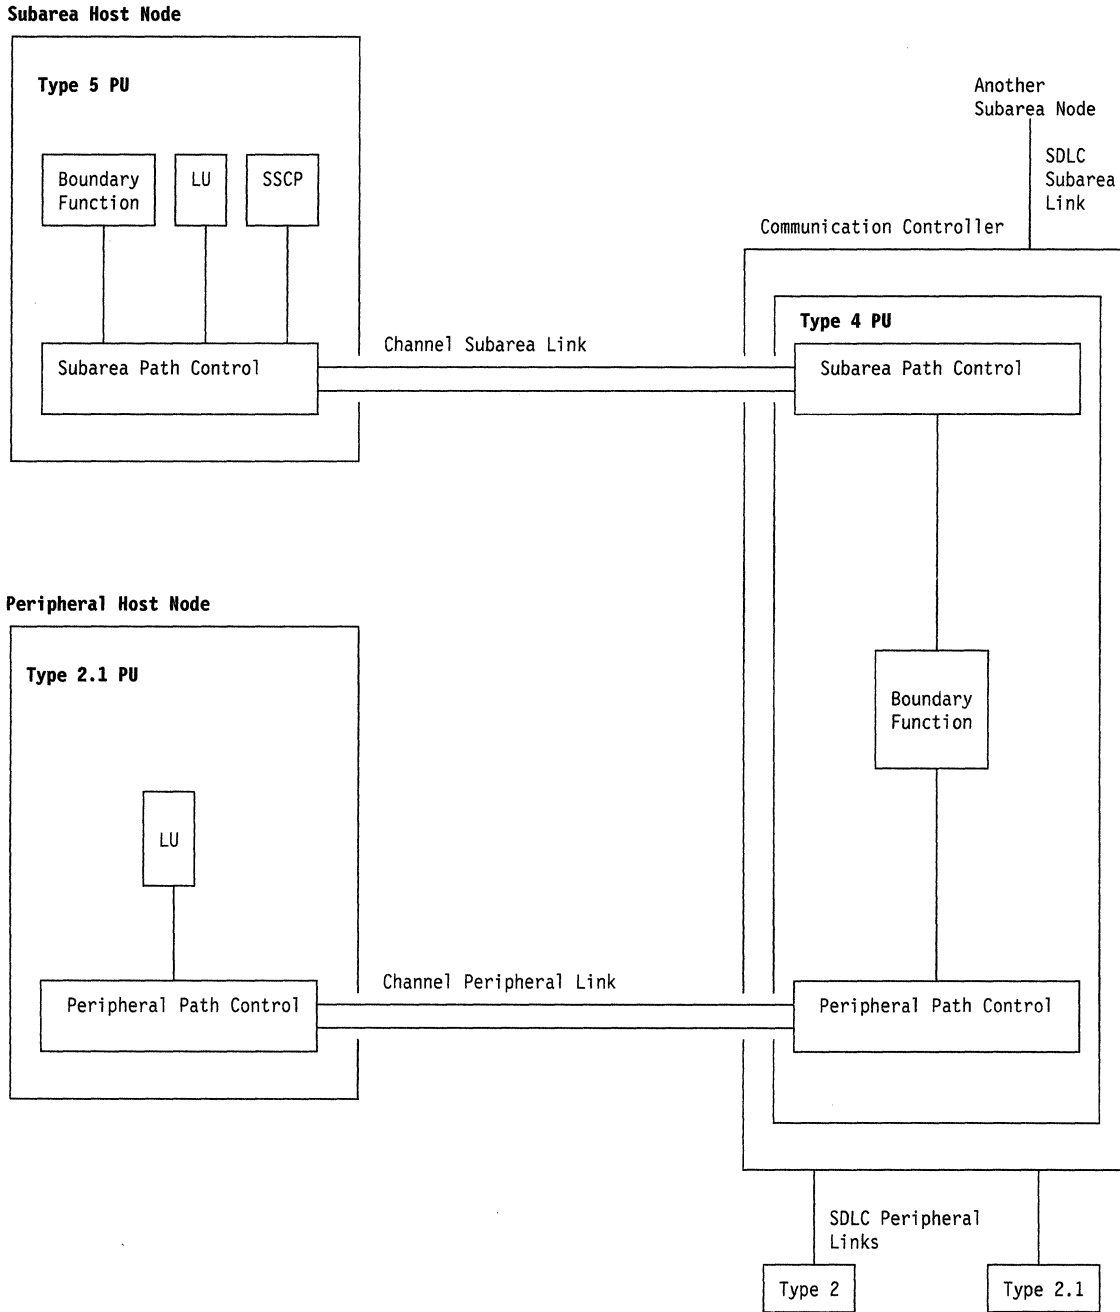 Subarea Host Node
Type 5 PU
Boundary
Function
LU
SSCP
Subarea Path Control
Channel Subarea Link
Another
Subarea Node
SDLC
Subarea
Link
Communication Controller
Type 4 PU
Subarea Path Control
Boundary
Function
Peripheral Host Node
Type 2.1 PU
LU
Peripheral Path Control
Channel Peripheral Link
Peripheral Path Control
SDLC Peripheral
Links
Type 2
Type 2.1